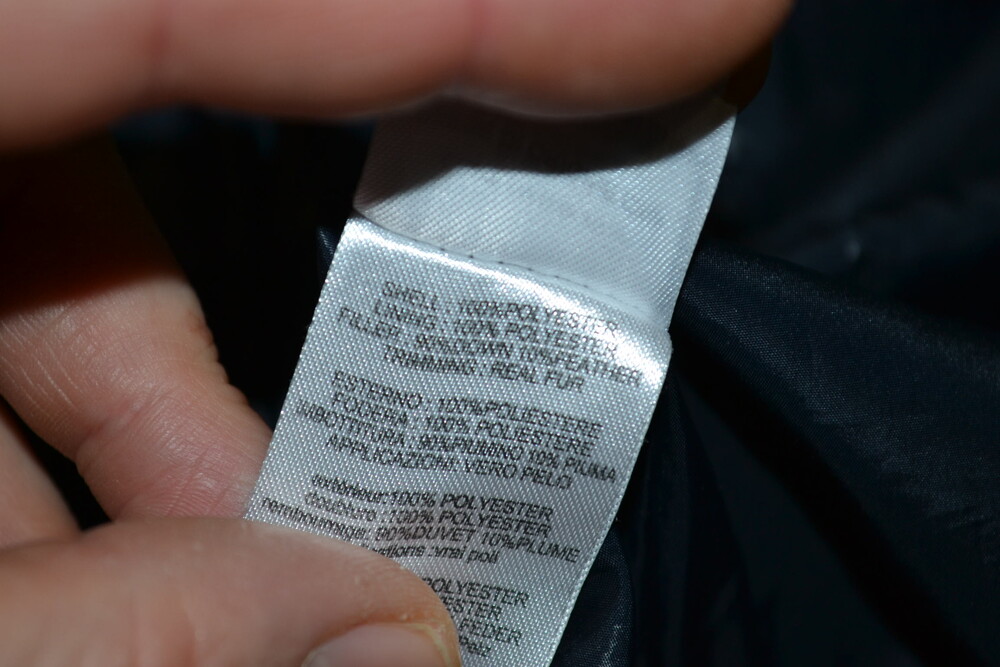 SHELL : 100%POLYESTER
LINING : 100% POLYESTER
FILLER : 90%DOWN 10%FEATHER
TRIMMING : REAL FUR
ESTERNO : 100%POLIESTERE
FODERA : 100% POLIESTERE
IMBOTTITURA : 90%PIUMINO 10% PIUMA
APPLICAZIONI VERO PELO
extérieur:100% POLYESTER
doublure :100% POLYESTER
90%DUVET 10%PLUME
:vrai poil
POLYESTER